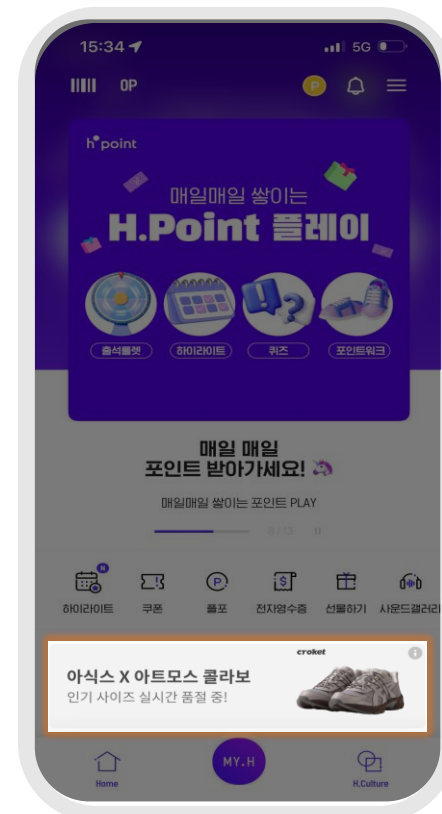 15:34
5G
0P
P
h·point
매일매일 쌓이는
H.Point 플레이
출석룰렛
하이라이트
퀴즈
포인트워크
매일 매일
포인트 받아가세요!
매일매일 쌓이는 포인트 PLAY
9 / 12
하이라이트
쿠폰
플포
전자영수증
선물하기
사운드갤러리
croket
아식스 X 아트모스 콜라보
인기 사이즈 실시간 품절 중!
Home
MY.H
H.Culture